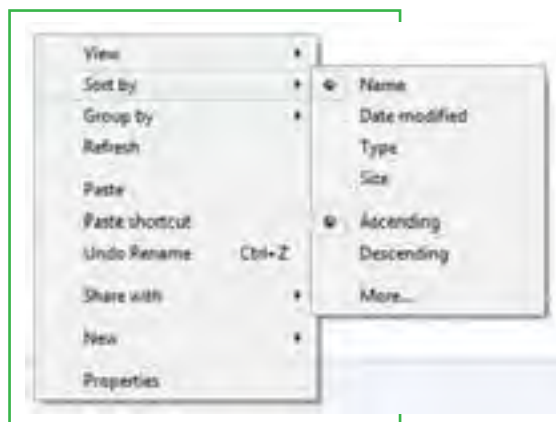 View
Sort by
Group by
Refresh
Paste
Paste shortcut
Undo Rename Ctrl+Z
Share with
New
Properties
Name
Date modified
Type
Size
Ascending
Descending
More...